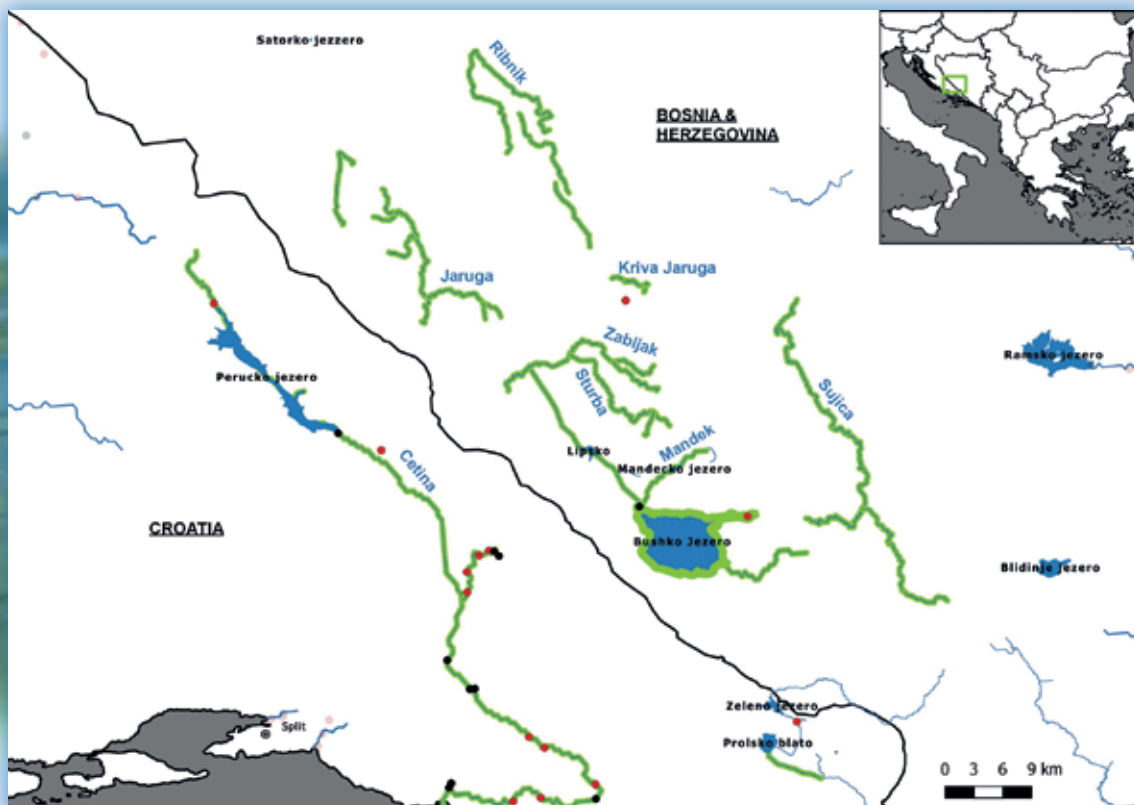 Satorko jezzero
Ribnik
BOSNIA &
HERZEGOVINA
Jaruga
Kriva Jaruga
Zabljak
Ramsko jezero
Perucko jezero
Sturba
Sujica
Lipsko
Mandek
Mandecko jezero
Cetina
CROATIA
Bushko Jezero
Blidinje jezero
Zeleno jezero
Split
Prolsko blato
0 3 6 9 km